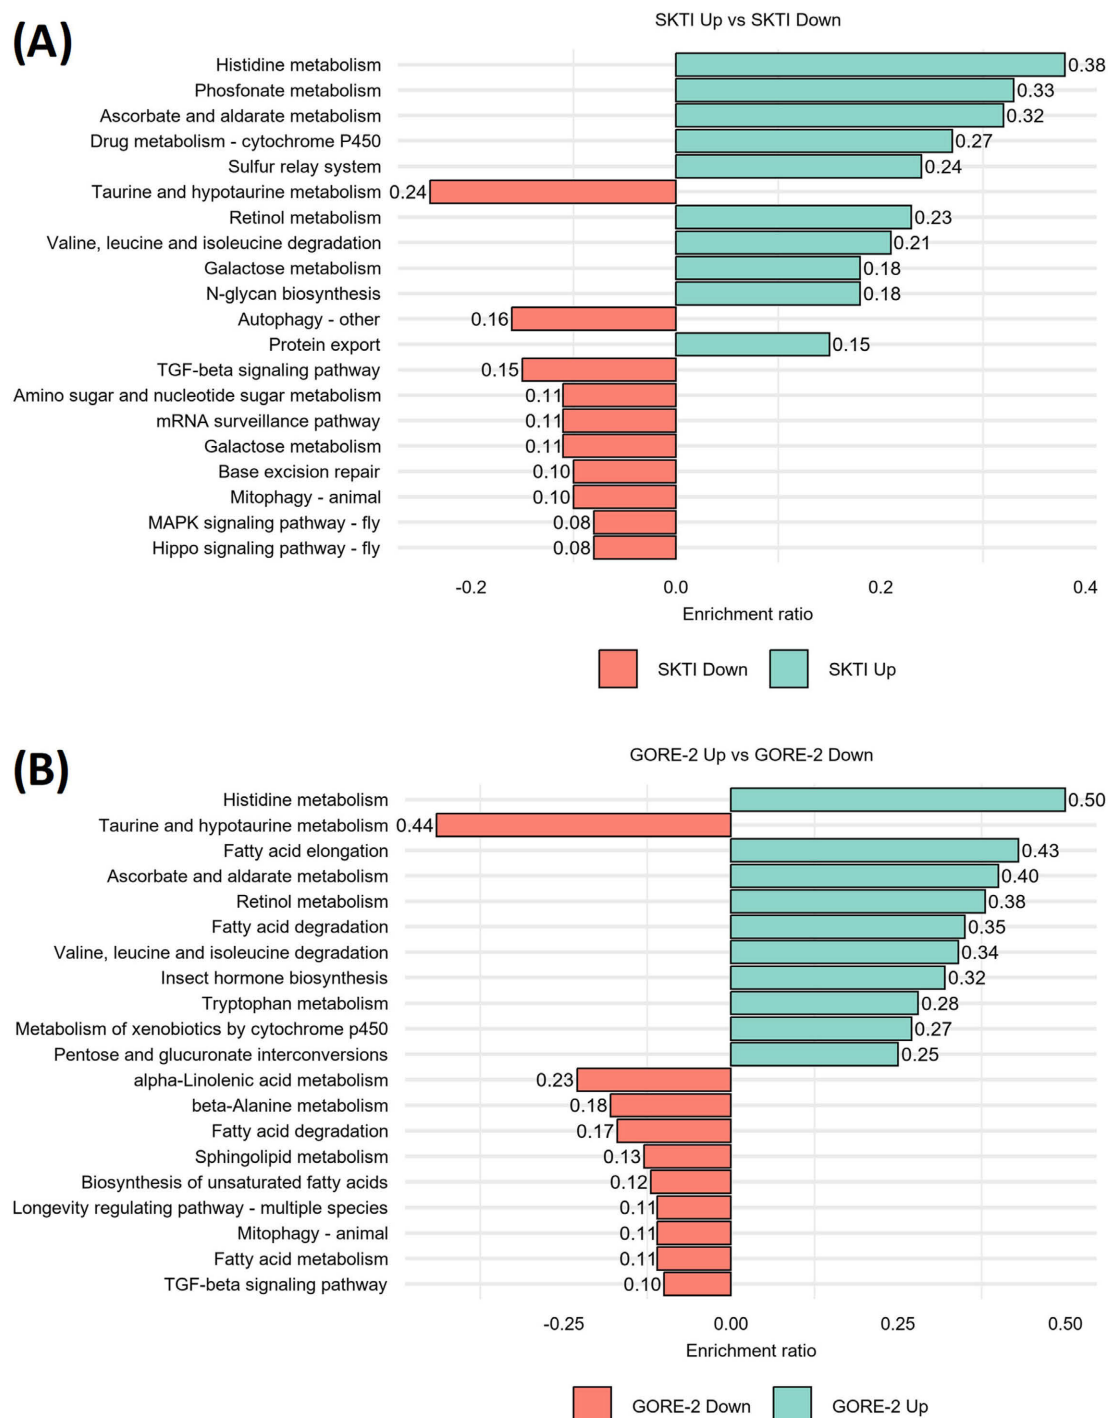 (A)
SKTI Up vs SKTI Down
Histidine metabolism 0.38
Phosfonate metabolism 0.33
Ascorbate and aldarate metabolism 0.32
Drug metabolism - cytochrome P450 0.27
Sulfur relay system 0.24
Taurine and hypotaurine metabolism 0.24
Retinol metabolism 0.23
Valine, leucine and isoleucine degradation 0.21
Galactose metabolism 0.18
N-glycan biosynthesis 0.18
Autophagy - other 0.16
Protein export 0.15
TGF-beta signaling pathway 0.15
Amino sugar and nucleotide sugar metabolism 0.11
mRNA surveillance pathway 0.11
Galactose metabolism 0.11
Base excision repair 0.10
Mitophagy - animal 0.10
MAPK signaling pathway - fly 0.08
Hippo signaling pathway - fly 0.08
-0.2 0.0 0.2 0.4
Enrichment ratio
SKTI Down SKTI Up
(B)
GORE-2 Up vs GORE-2 Down
Histidine metabolism 0.50
Taurine and hypotaurine metabolism 0.44
Fatty acid elongation 0.43
Ascorbate and aldarate metabolism 0.40
Retinol metabolism 0.38
Fatty acid degradation 0.35
Valine, leucine and isoleucine degradation 0.34
Insect hormone biosynthesis 0.32
Tryptophan metabolism 0.28
Metabolism of xenobiotics by cytochrome p450 0.27
Pentose and glucuronate interconversions 0.25
alpha-Linolenic acid metabolism 0.23
beta-Alanine metabolism 0.18
Fatty acid degradation 0.17
Sphingolipid metabolism 0.13
Biosynthesis of unsaturated fatty acids 0.12
Longevity regulating pathway - multiple species 0.11
Mitophagy - animal 0.11
Fatty acid metabolism 0.11
TGF-beta signaling pathway 0.10
-0.25 0.00 0.25 0.50
Enrichment ratio
GORE-2 Down GORE-2 Up